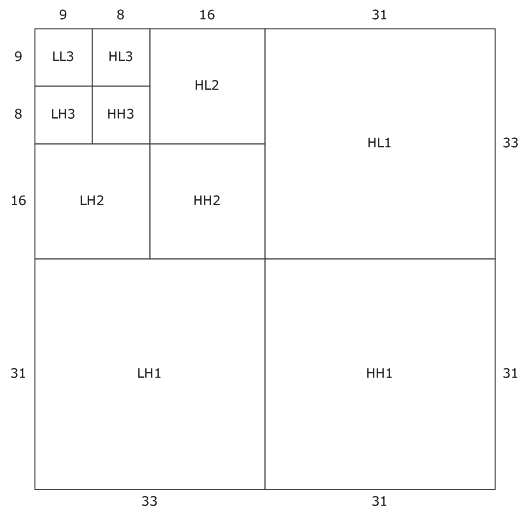 9 8 16 31
9 LL3 HL3
HL2
8 LH3 HH3
HL1 33
16 LH2 HH2
31 LH1 HH1 31
33 31